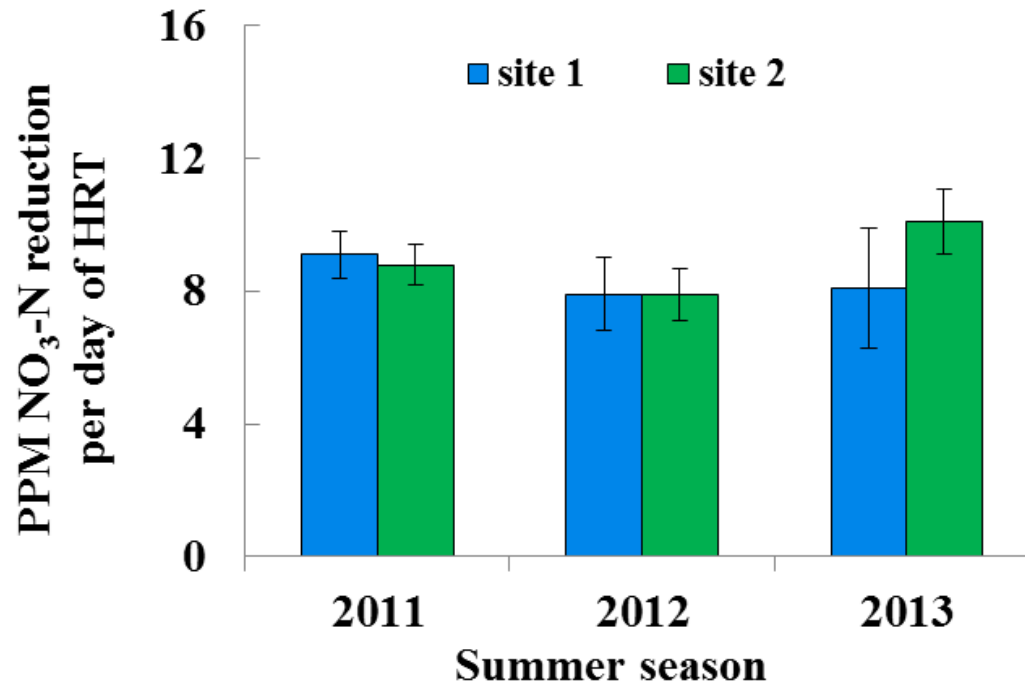 PPM NO₃-N reduction
per day of HRT
16
12
8
4
0
site 1
site 2
2011
2012
2013
Summer season